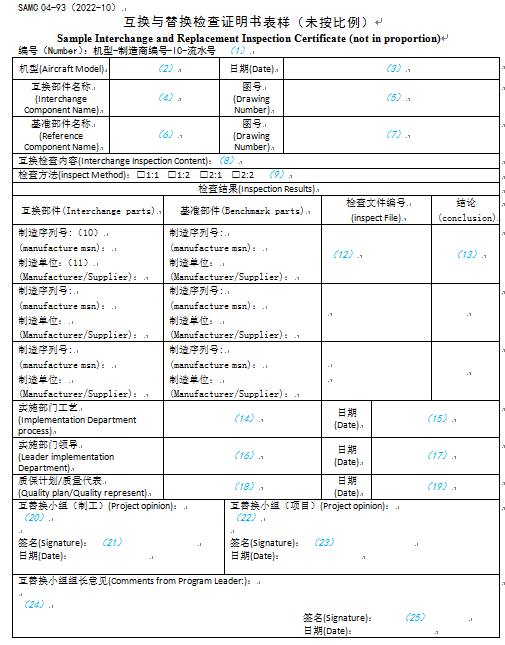 SAMG 04-93（2022-10）
互换与替换检查证明书表样（未按比例）
Sample Interchange and Replacement Inspection Certificate (not in proportion)
编号（Number）：机型-制造商编号-IC-流水号 （1）
机型(Aircraft Model) （2） 日期(Date) （3）
互换部件名称 (Interchange Component Name) （4） 图号 (Drawing Number) （5）
基准部件名称 (Reference Component Name) （6） 图号 (Drawing Number) （7）
互换检查内容(Interchange Inspection Content)：（8）
检查方法(inspect Method)：□1:1 □1:2 □2:1 □2:2 （9）
检查结果(Inspection Results)
互换部件(Interchange parts) 基准部件(Benchmark parts) 检查文件编号 (inspect File) 结论 (conclusion)
制造序列号：（10） 制造序列号：
(manufacture msn)： (manufacture msn)： （12） （13）
制造单位：（11） 制造单位：
(Manufacturer/Supplier)： (Manufacturer/Supplier)：
制造序列号： 制造序列号：
(manufacture msn)： (manufacture msn)：
制造单位： 制造单位：
(Manufacturer/Supplier)： (Manufacturer/Supplier)：
制造序列号： 制造序列号：
(manufacture msn)： (manufacture msn)：
制造单位： 制造单位：
(Manufacturer/Supplier)： (Manufacturer/Supplier)：
实施部门工艺 (Implementation Department process) （14） 日期 (Date) （15）
实施部门领导 (Leader implementation Department) （16） 日期 (Date) （17）
质保计划/质量代表 (Quality plan/Quality represent) （18） 日期 (Date) （19）
互替换小组（制工）(Project opinion)： 互替换小组（项目）(Project opinion)：
（20） （22）
签名(Signature)： （21） 签名(Signature)： （23）
日期(Date)： 日期(Date)：
互替换小组组长意见(Comments from Program Leader:)：
（24）
签名(Signature)： （25）
日期(Date)：